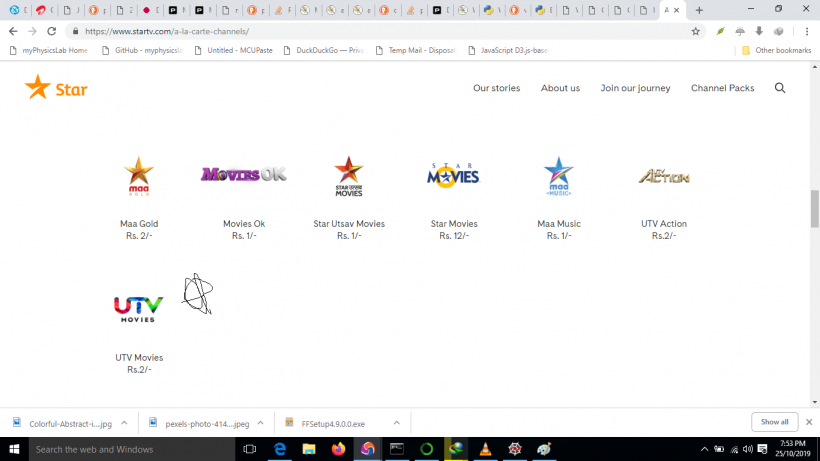 https://www.startv.com/a-la-carte-channels/
myPhysicsLab Home
GitHub - myphysicsl
Untitled - MCUPaste
DuckDuckGo — Priv
Temp Mail - Disposa
JavaScript D3.js-base
Other bookmarks
Star
Our stories
About us
Join our journey
Channel Packs
maa GOLD
MOVIES OK
STAR UTSAV MOVIES
STAR MOVIES
maa MUSIC
UTV ACTION
Maa Gold
Movies Ok
Star Utsav Movies
Star Movies
Maa Music
UTV Action
Rs. 2/-
Rs. 1/-
Rs. 1/-
Rs. 12/-
Rs. 1/-
Rs.2/-
UTV
MOVIES
UTV Movies
Rs.2/-
Colorful-Abstract-i...jpg
pexels-photo-414...jpeg
FFSetup4.9.0.0.exe
Show all
Search the web and Windows
7:53 PM
25/10/2019